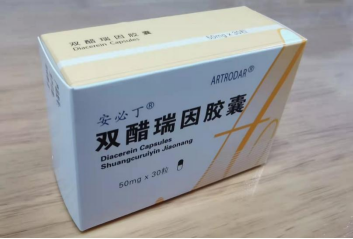 双醋瑞因胶囊
Diacerein Capsules
50mg x 30粒
ARTRODAR®
安必丁®
双醋瑞因胶囊
Diacerein Capsules
Shuangcuruiyin Jiaonang
50mg x 30粒